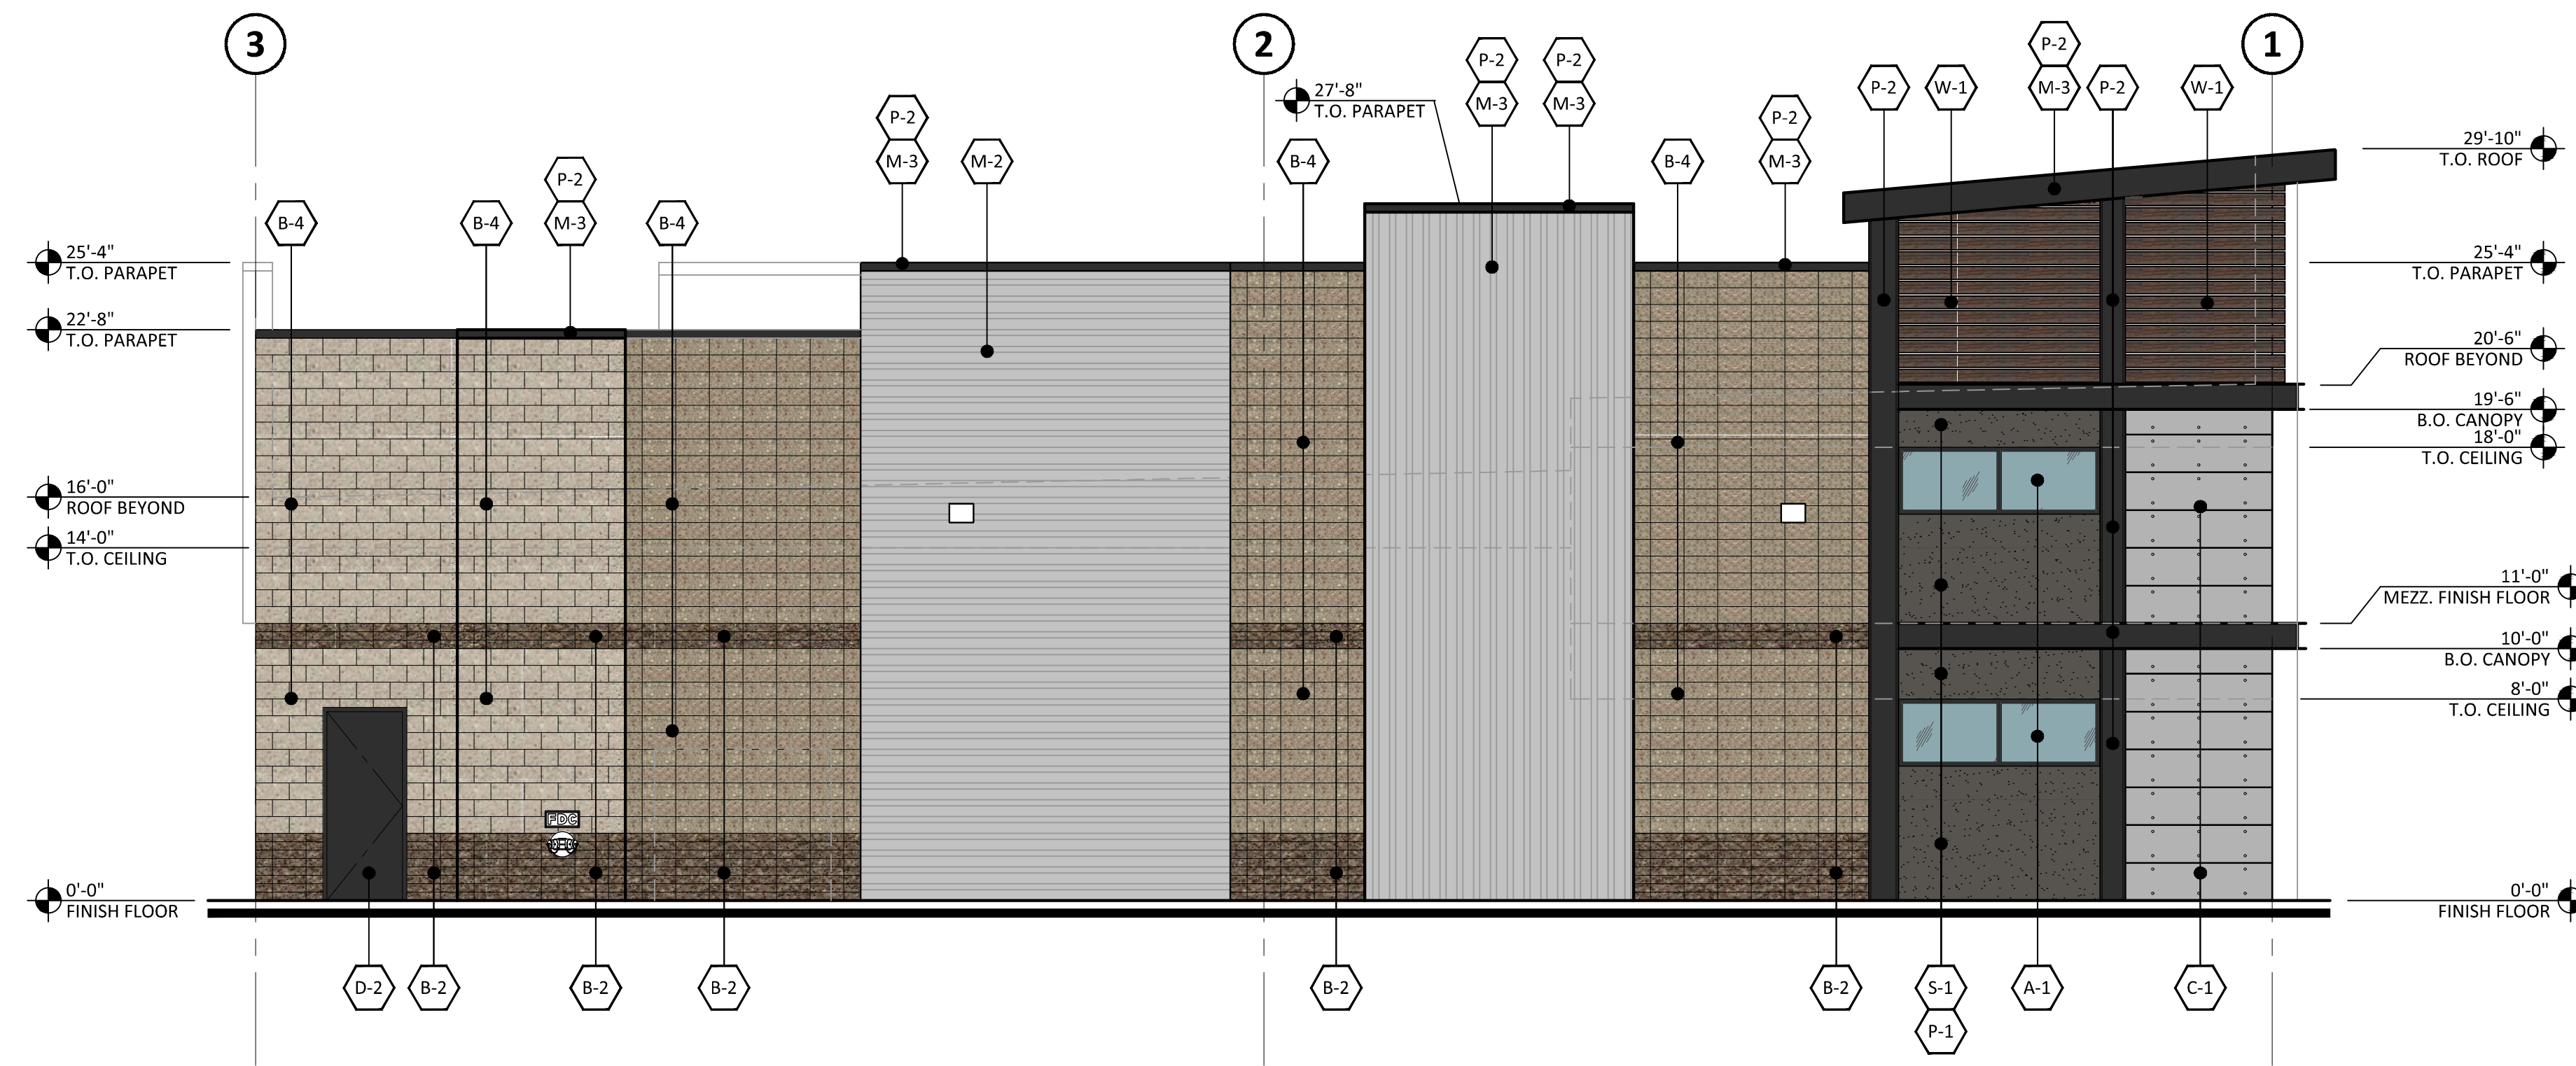 3
2
1
P-2
M-3
P-2
M-3
P-2
M-3
P-2
W-1
P-2
W-1
27'-8"
T.O. PARAPET
P-2
M-3
M-2
B-4
B-4
P-2
M-3
P-2
M-3
B-4
B-4
B-4
25'-4"
T.O. PARAPET
22'-8"
T.O. PARAPET
16'-0"
ROOF BEYOND
14'-0"
T.O. CEILING
0'-0"
FINISH FLOOR
29'-10"
T.O. ROOF
25'-4"
T.O. PARAPET
20'-6"
ROOF BEYOND
19'-6"
B.O. CANOPY
18'-0"
T.O. CEILING
11'-0"
MEZZ. FINISH FLOOR
10'-0"
B.O. CANOPY
8'-0"
T.O. CEILING
0'-0"
FINISH FLOOR
FDC
D-2
B-2
B-2
B-2
B-2
B-2
S-1
P-1
A-1
C-1